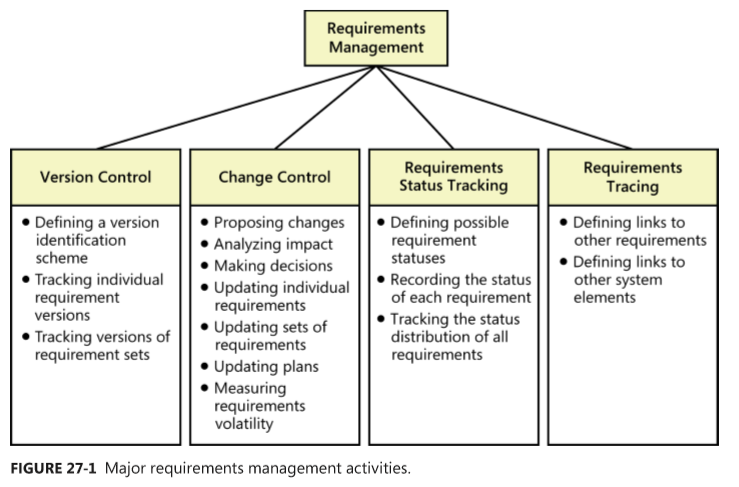 Requirements
Management
Version Control
• Defining a version
identification
scheme
• Tracking individual
requirement
versions
• Tracking versions of
requirement sets
Change Control
• Proposing changes
• Analyzing impact
• Making decisions
• Updating individual
requirements
• Updating sets of
requirements
• Updating plans
• Measuring
requirements
volatility
Requirements
Status Tracking
• Defining possible
requirement
statuses
• Recording the status
of each requirement
• Tracking the status
distribution of all
requirements
Requirements
Tracing
• Defining links to
other requirements
• Defining links to
other system
elements
FIGURE 27-1 Major requirements management activities.